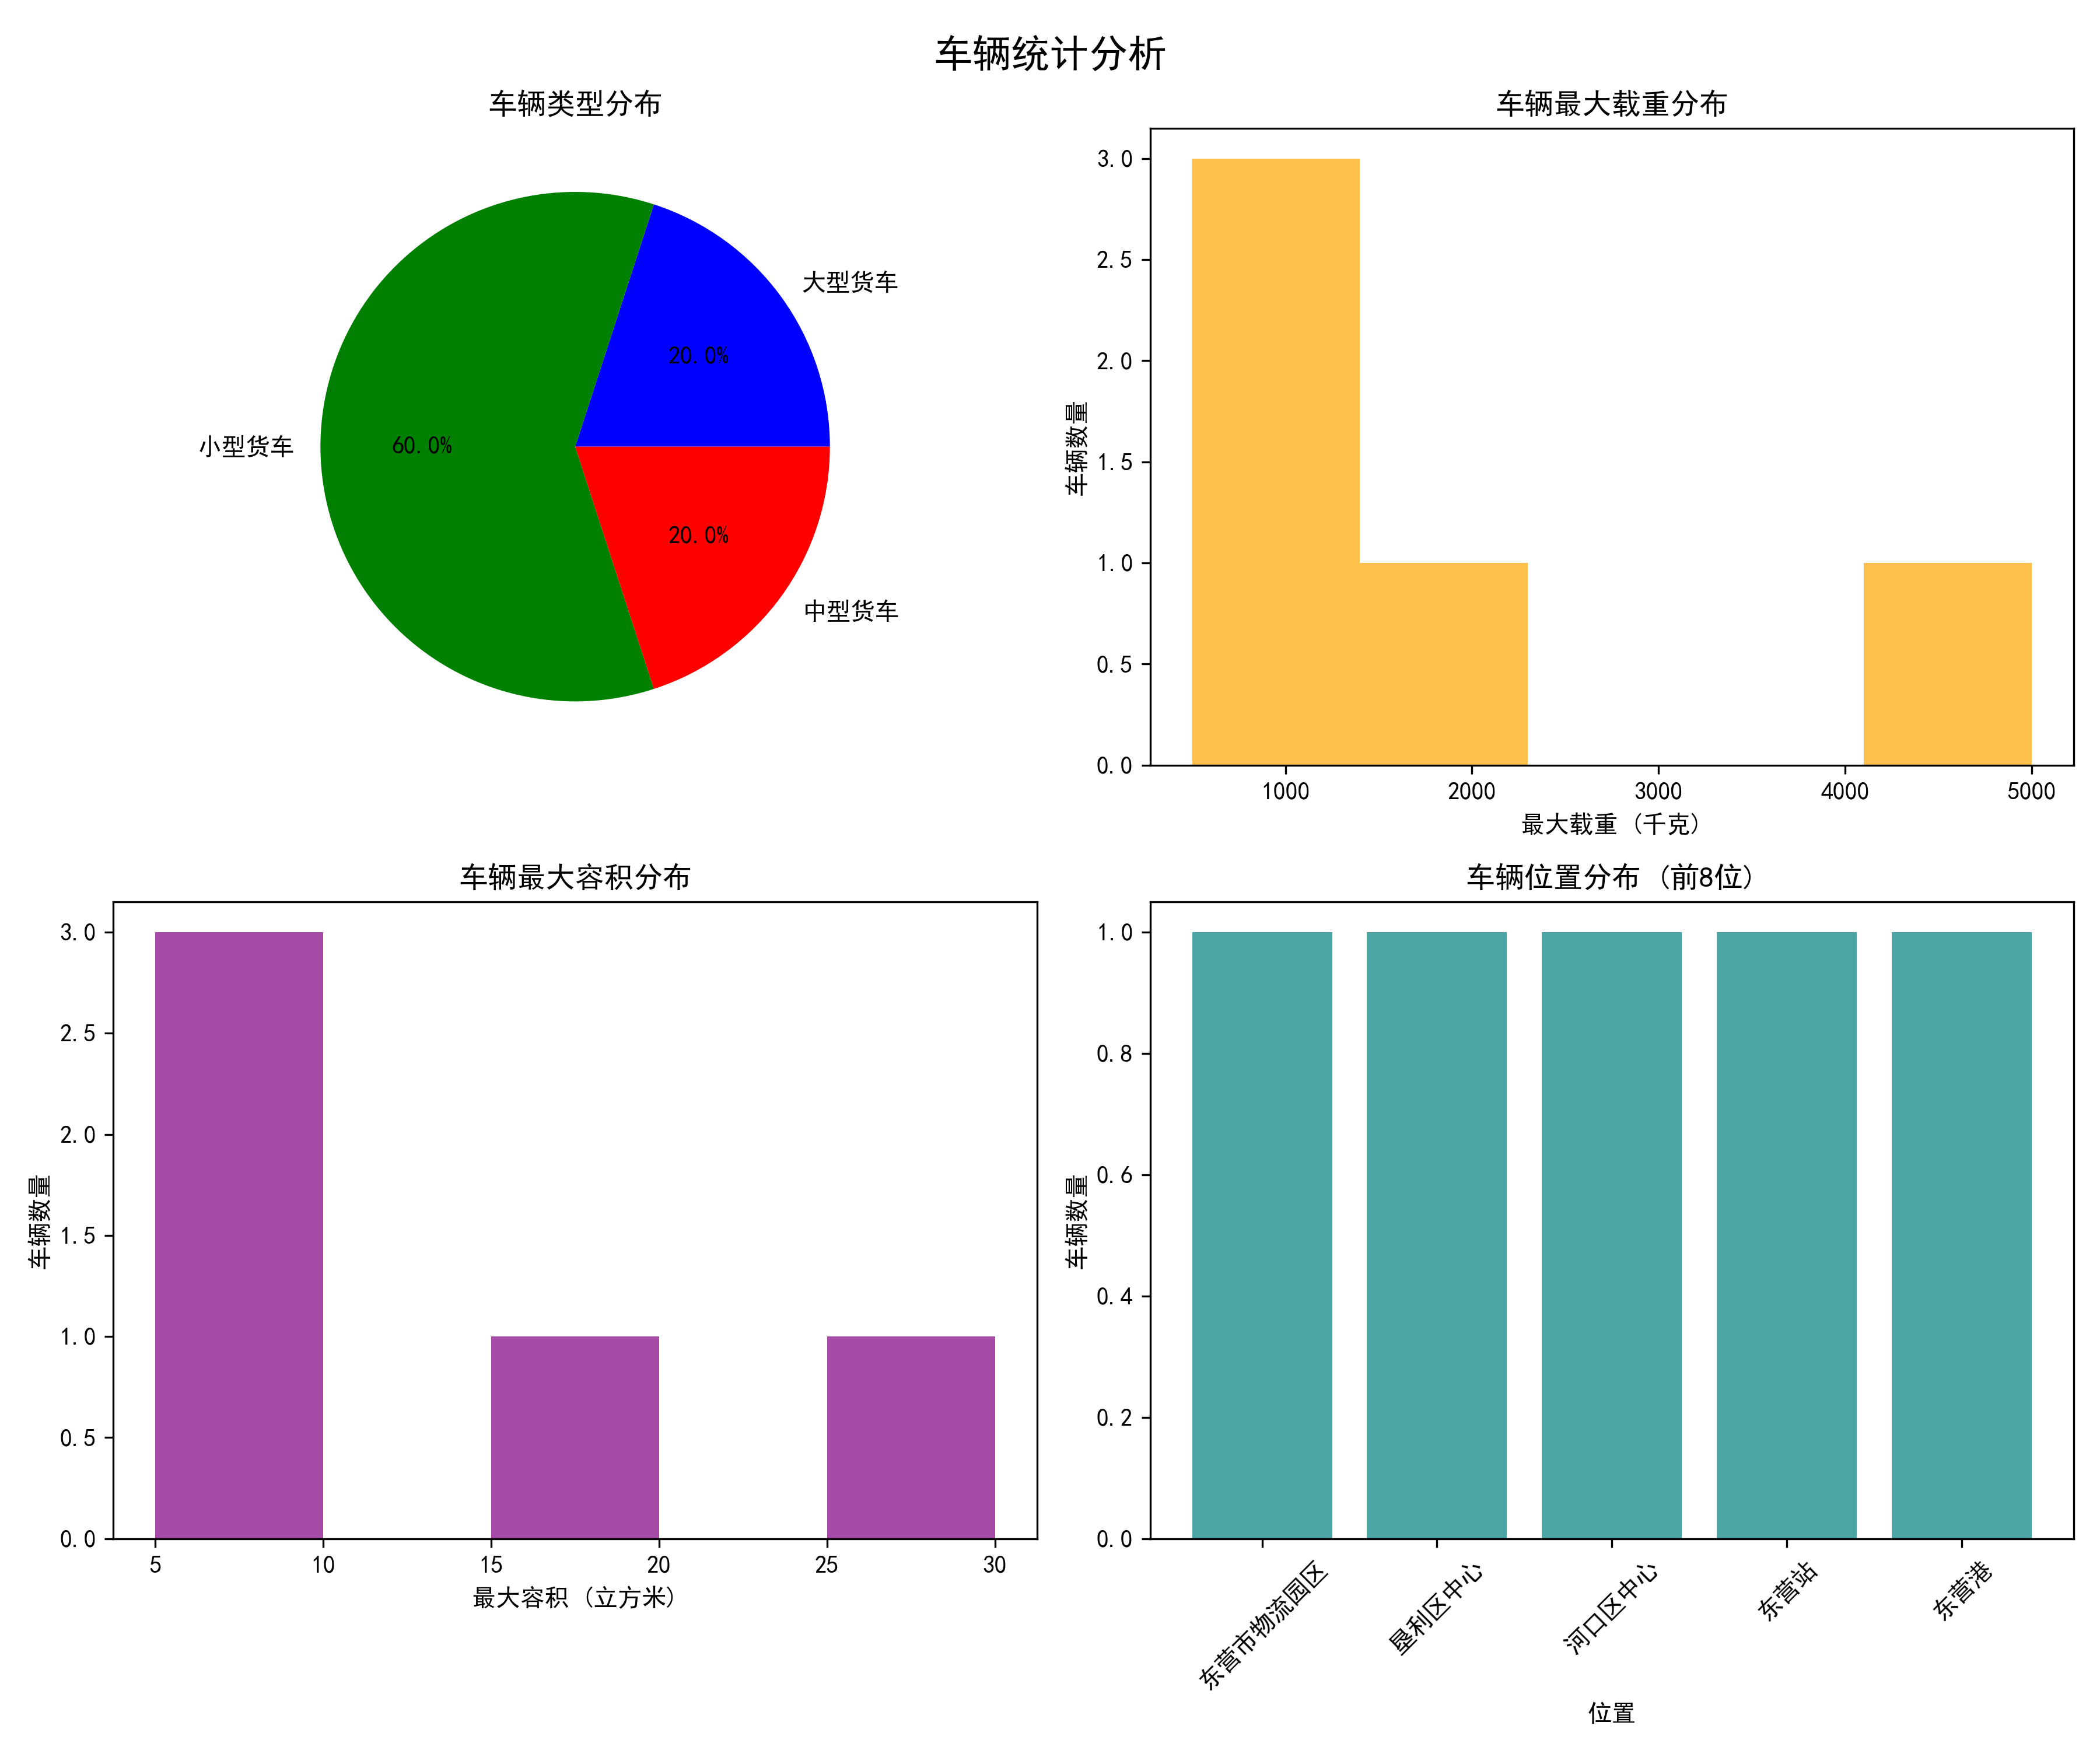 车辆统计分析
车辆类型分布
大型货车
20.0%
小型货车
60.0%
20.0%
中型货车
车辆最大载重分布
车辆数量
3.0
2.5
2.0
1.5
1.0
0.5
0.0
1000 2000 3000 4000 5000
最大载重 (千克)
车辆最大容积分布
车辆数量
3.0
2.5
2.0
1.5
1.0
0.5
0.0
5 10 15 20 25 30
最大容积 (立方米)
车辆位置分布 (前8位)
车辆数量
1.0
0.8
0.6
0.4
0.2
0.0
东营市物流园区
垦利区中心
河口区中心
东营站
东营港
位置